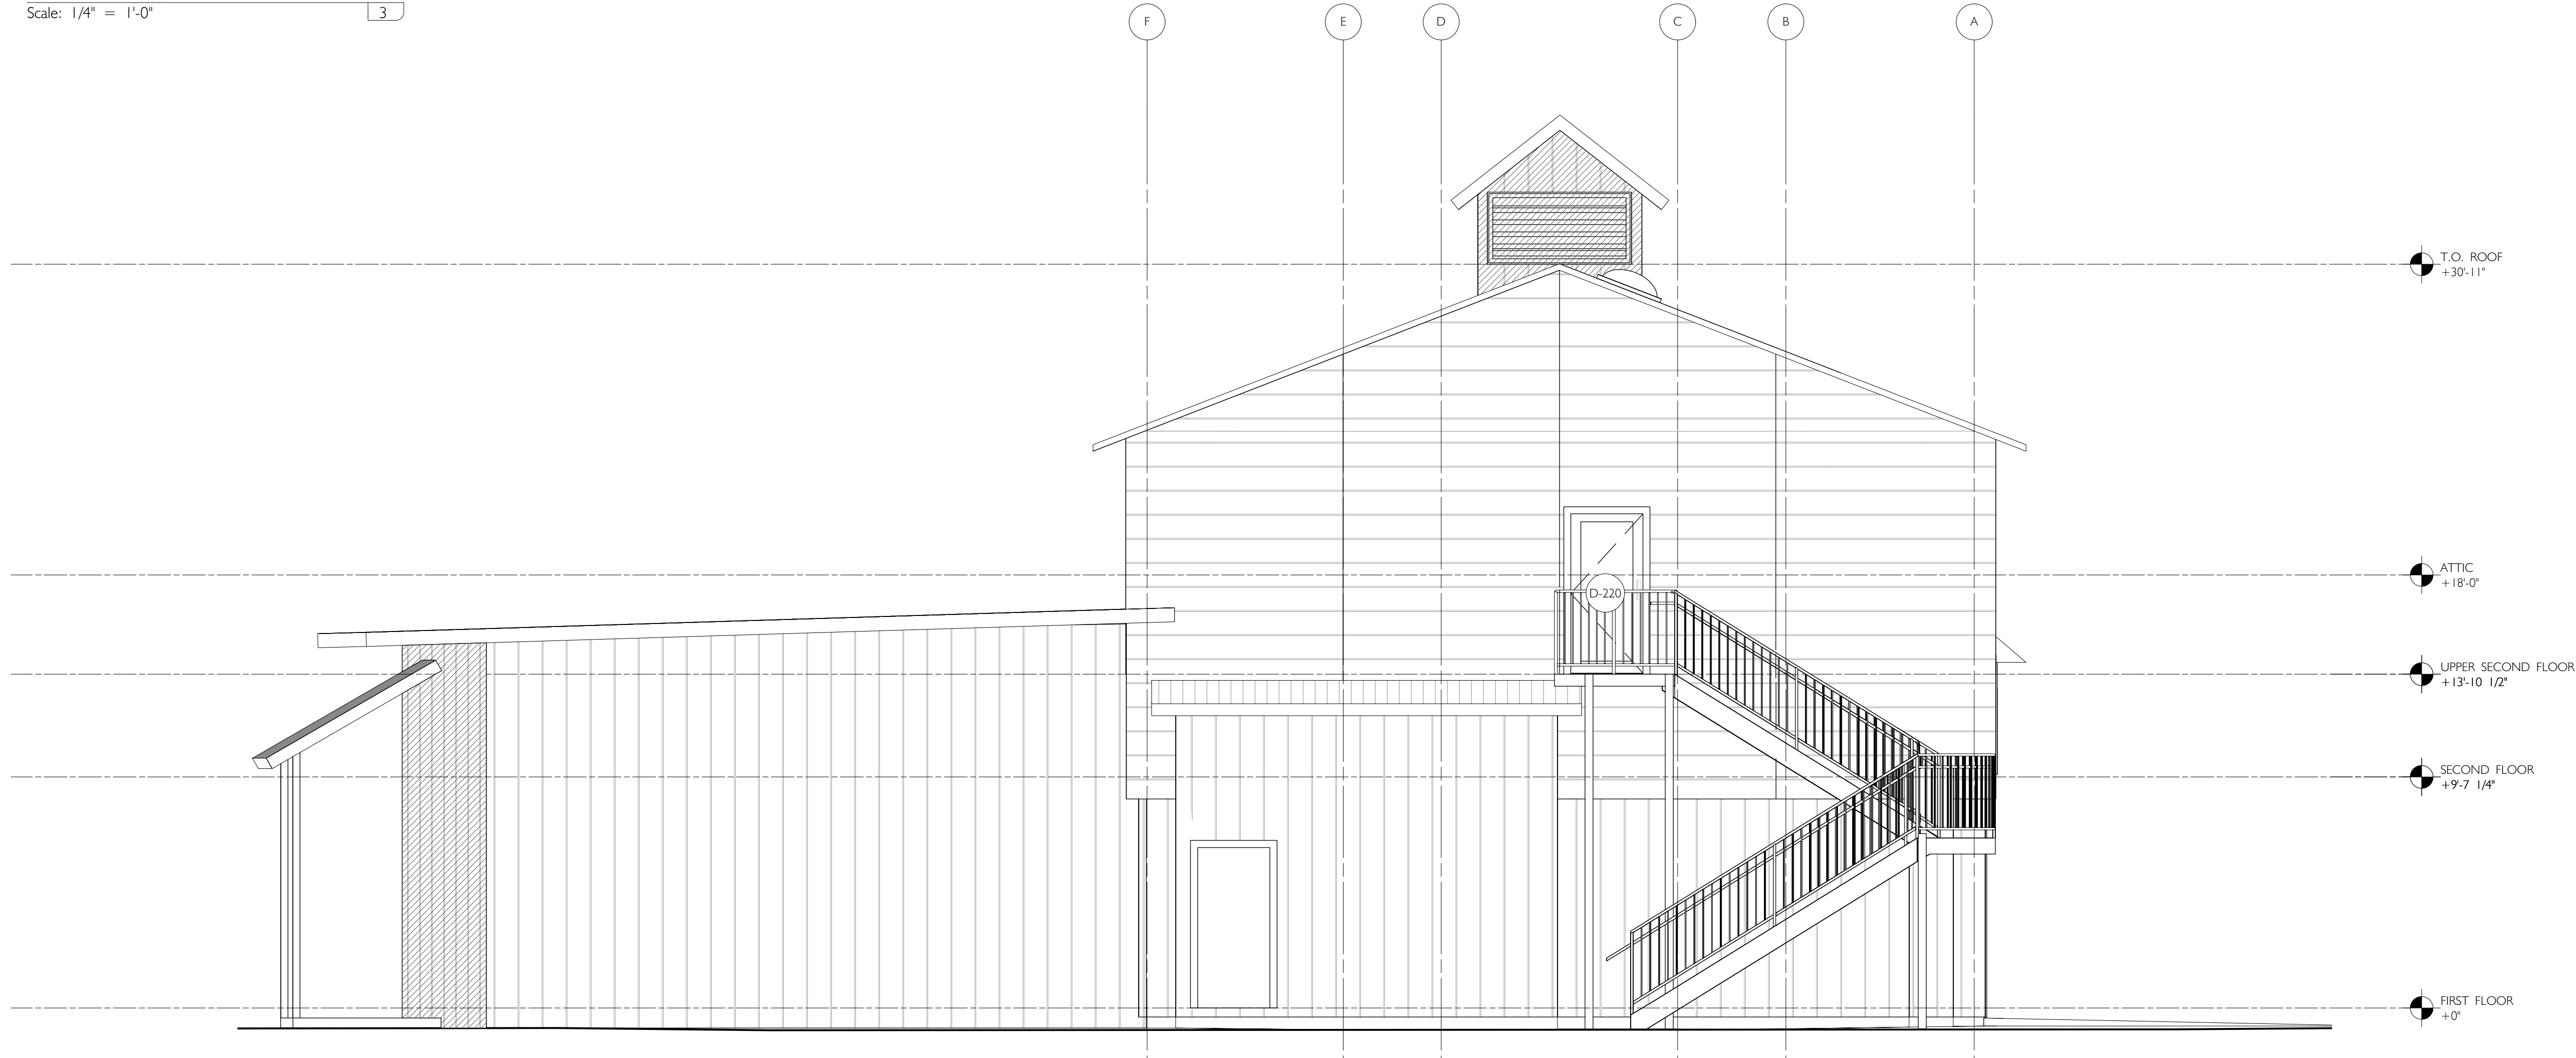 Scale: 1/4" = 1'-0"
3
F
E
D
C
B
A
T.O. ROOF
+30'-11"
ATTIC
+18'-0"
D-220
UPPER SECOND FLOOR
+13'-10 1/2"
SECOND FLOOR
+9'-7 1/4"
FIRST FLOOR
+0"